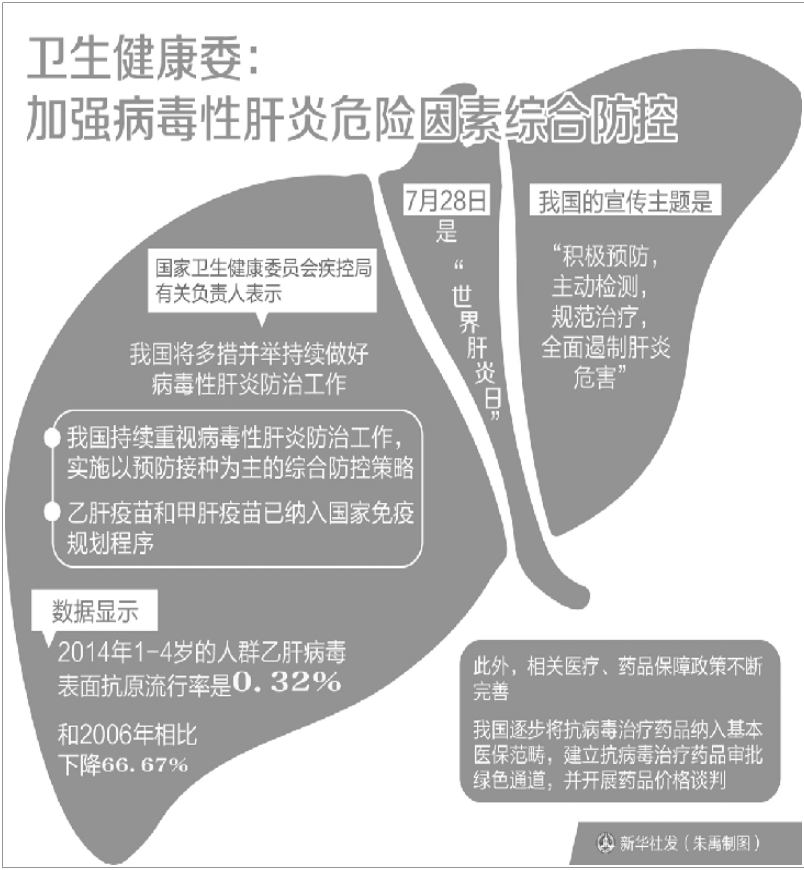 卫生健康委：
加强病毒性肝炎危险因素综合防控
7月28日
是
“世界肝炎日”
我国的宣传主题是
“积极预防，
主动检测，
规范治疗，
全面遏制肝炎
危害”
国家卫生健康委员会疾控局
有关负责人表示
我国将多措并举持续做好
病毒性肝炎防治工作
我国持续重视病毒性肝炎防治工作，
实施以预防接种为主的综合防控策略
乙肝疫苗和甲肝疫苗已纳入国家免疫
规划程序
数据显示
2014年1-4岁的人群乙肝病毒
表面抗原流行率是0.32%
和2006年相比
下降66.67%
此外，相关医疗、药品保障政策不断
完善
我国逐步将抗病毒治疗药品纳入基本
医保范畴，建立抗病毒治疗药品审批
绿色通道，并开展药品价格谈判
新华社发（朱禹制图）